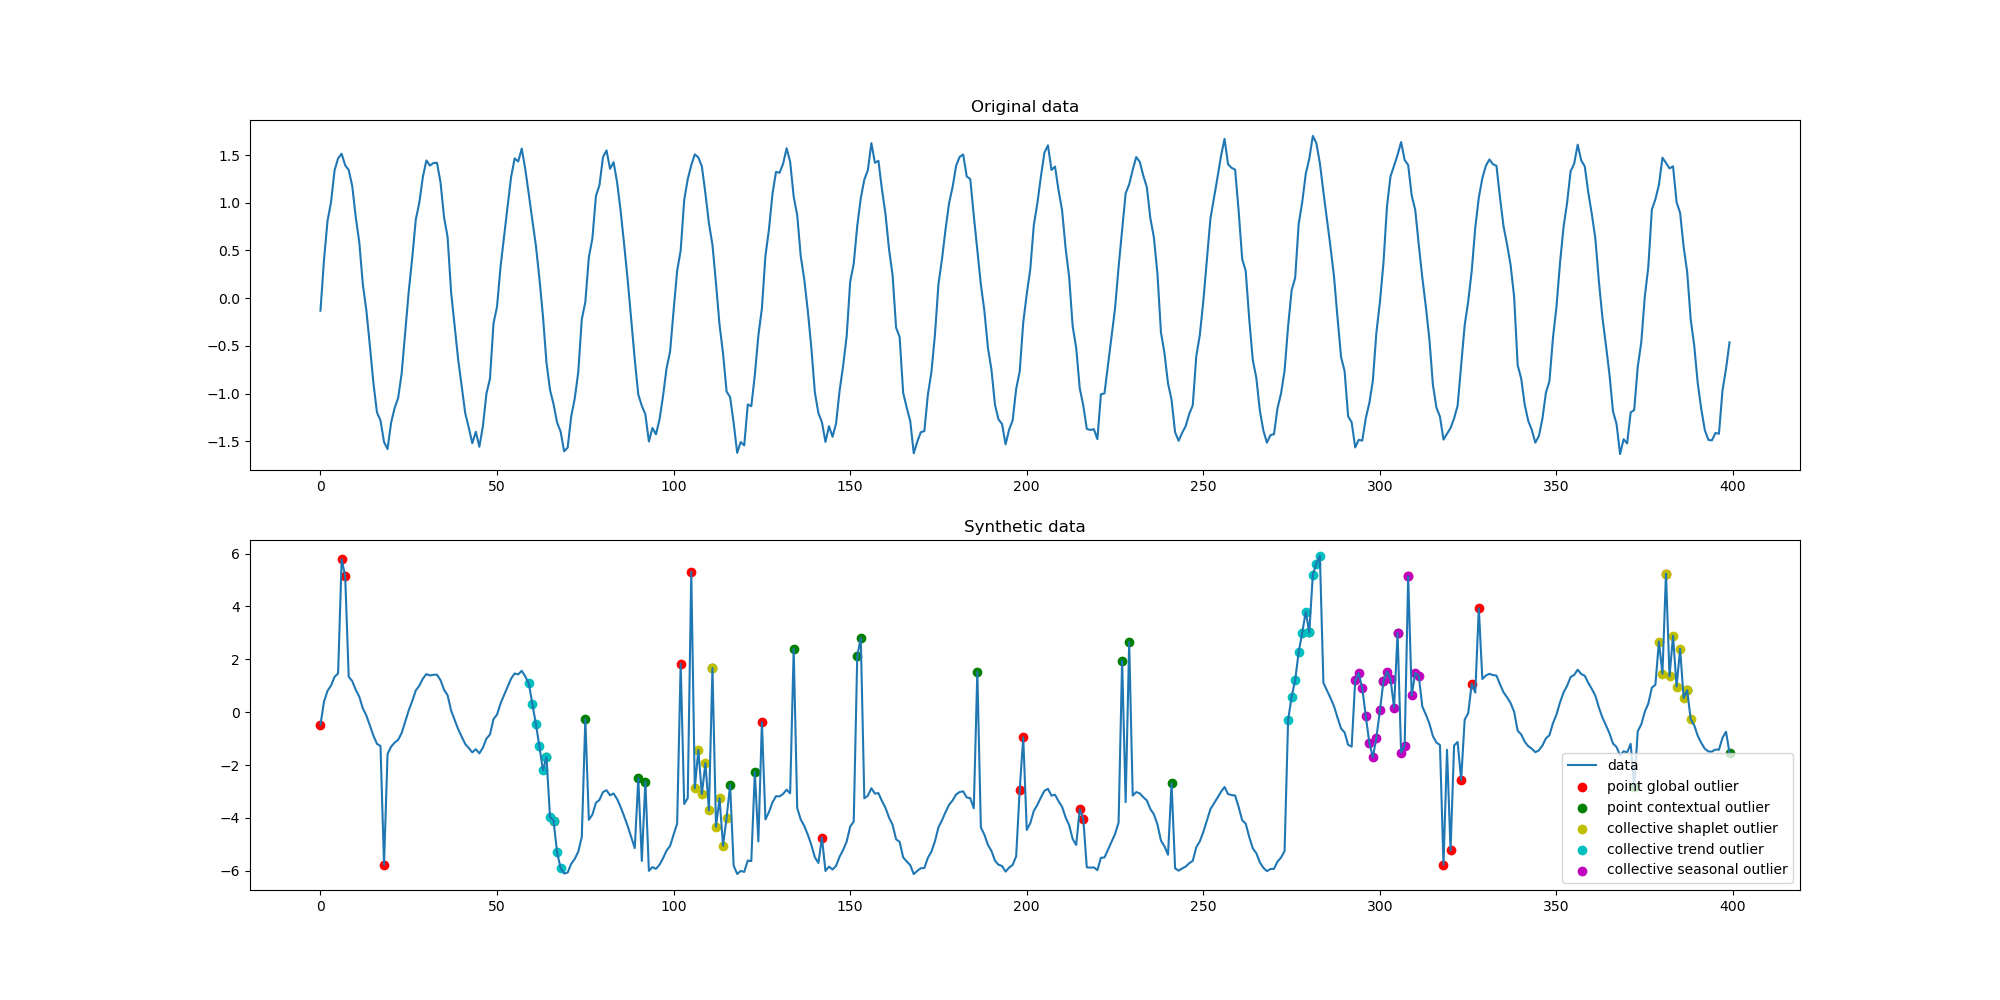 Original data
1.5
1.0
0.5
0.0
−0.5
−1.0
−1.5
0 50 100 150 200 250 300 350 400
Synthetic data
6
4
2
0
−2
−4
−6
data
point global outlier
point contextual outlier
collective shaplet outlier
collective trend outlier
collective seasonal outlier
0 50 100 150 200 250 300 350 400